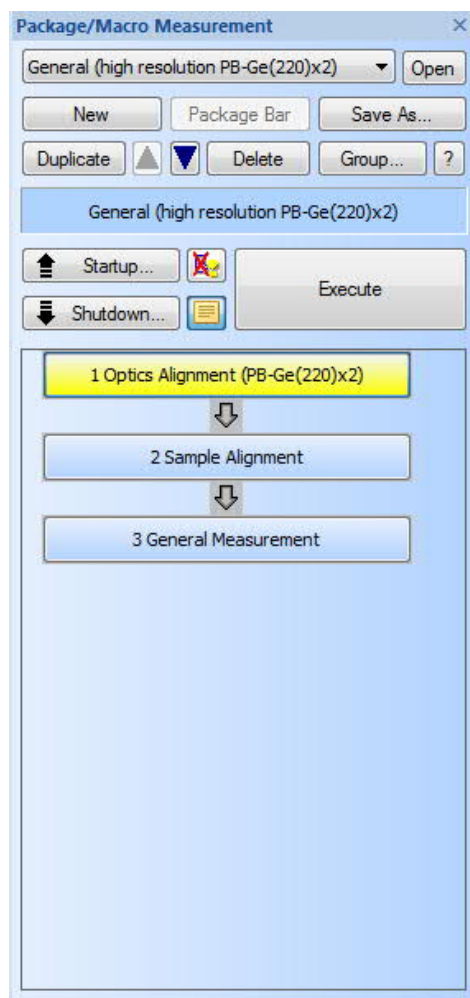 Package/Macro Measurement
General (high resolution PB-Ge(220)x2) Open
New Package Bar Save As...
Duplicate Delete Group... ?
General (high resolution PB-Ge(220)x2)
Startup...
Execute
Shutdown...
1 Optics Alignment (PB-Ge(220)x2)
2 Sample Alignment
3 General Measurement